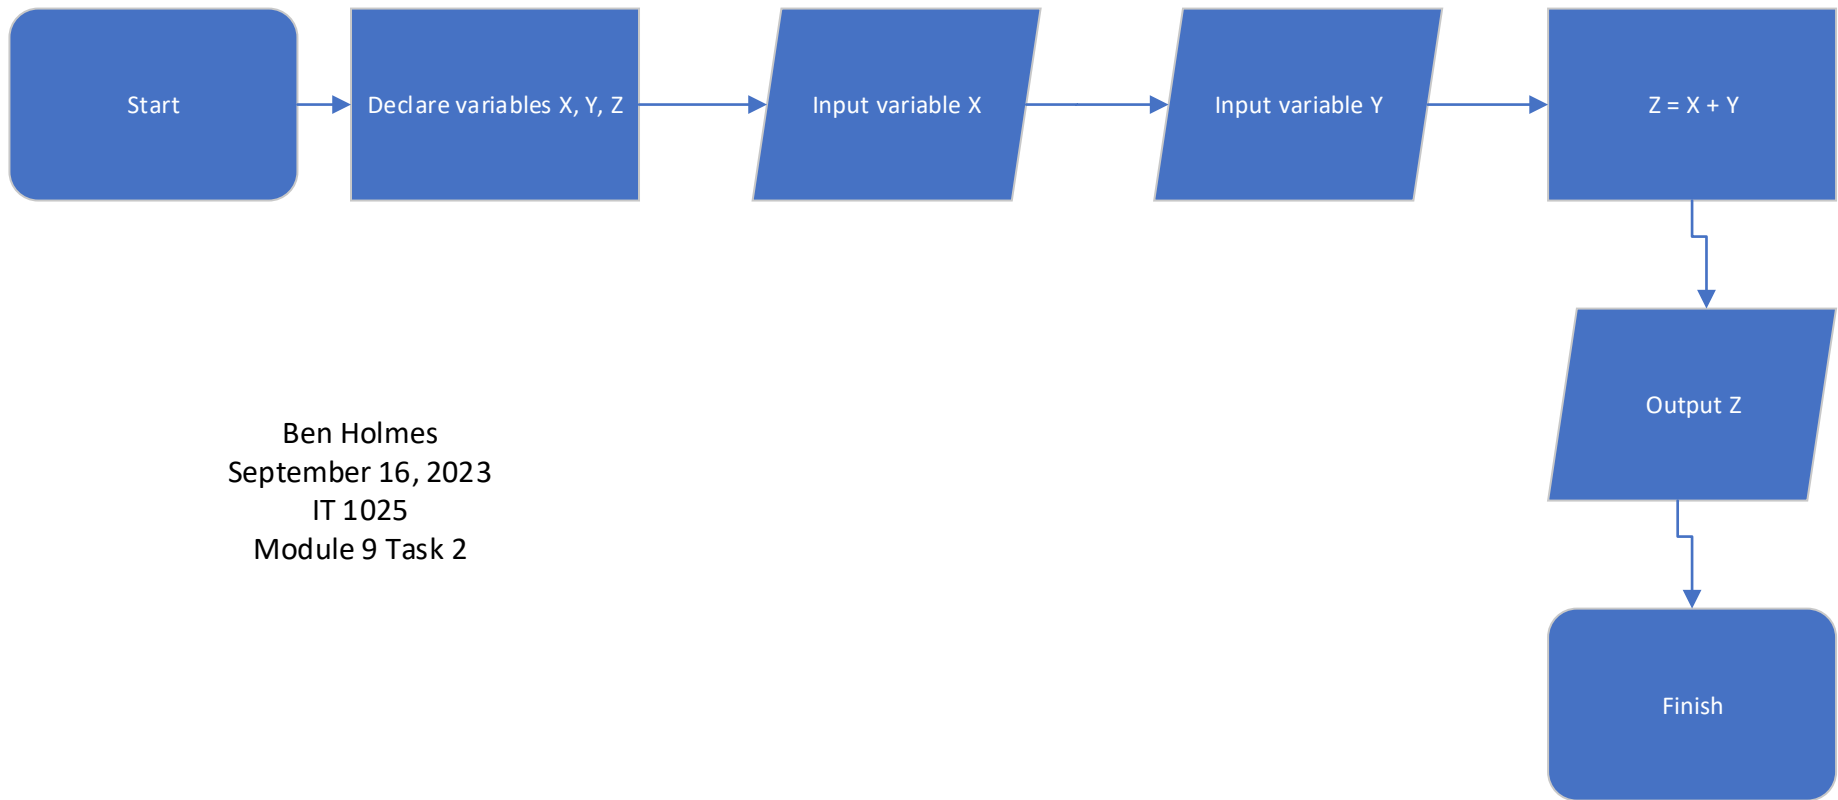 Start
Declare variables X, Y, Z
Input variable X
Input variable Y
Z = X + Y
Output Z
Finish
Ben Holmes
September 16, 2023
IT 1025
Module 9 Task 2